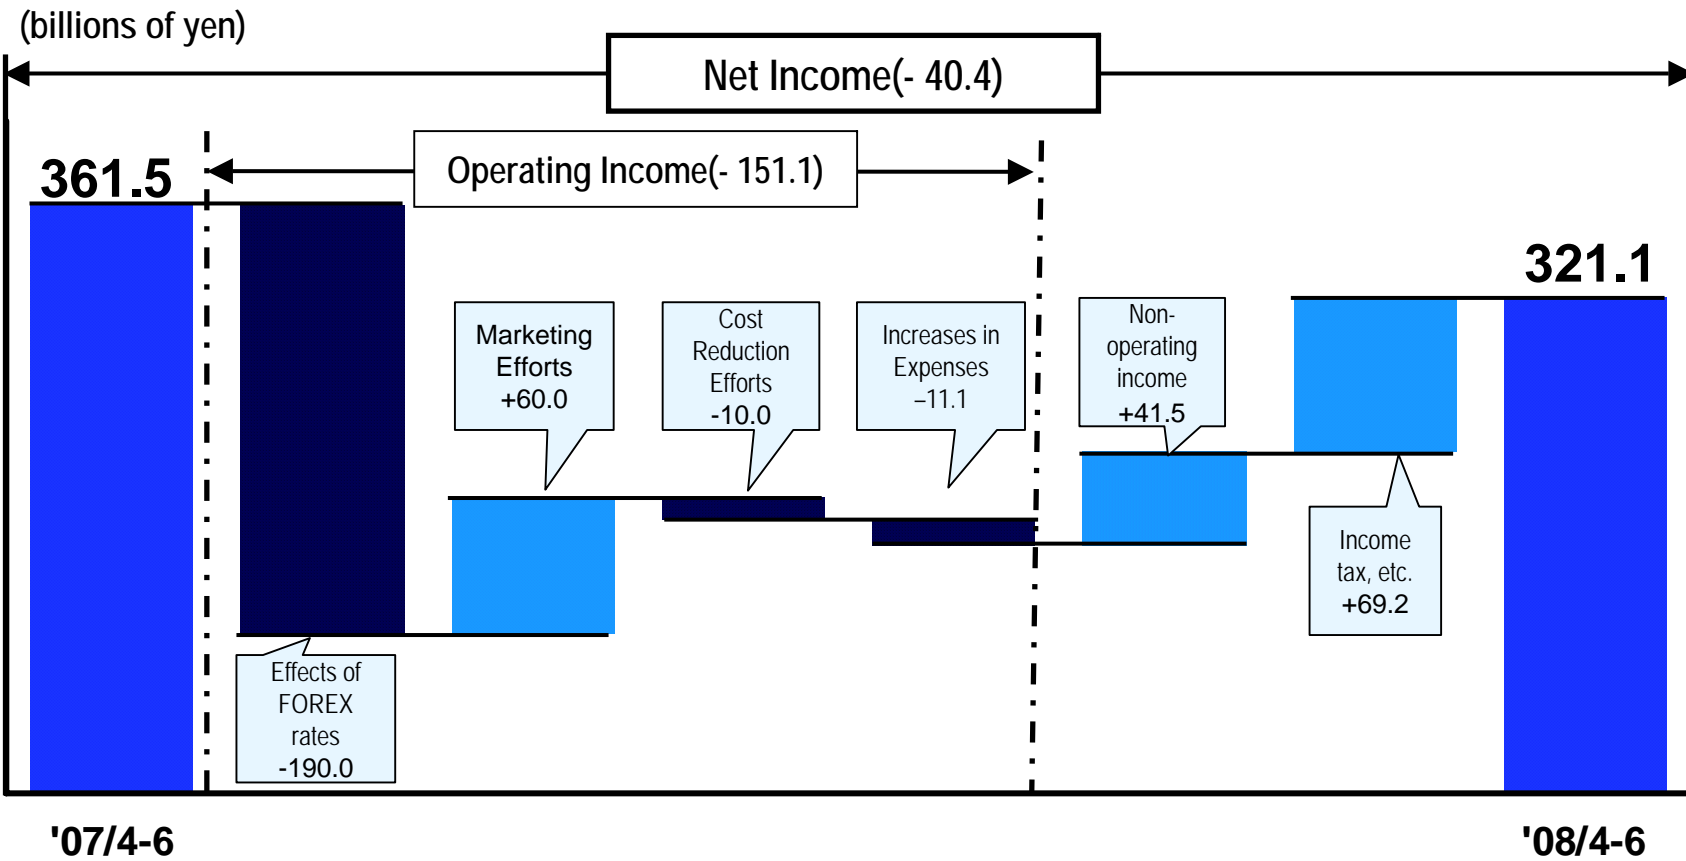 (billions of yen)
Net Income(- 40.4)
Operating Income(- 151.1)
361.5
321.1
Marketing
Efforts
+60.0
Cost
Reduction
Efforts
-10.0
Increases in
Expenses
–11.1
Non-
operating
income
+41.5
Income
tax, etc.
+69.2
Effects of
FOREX
rates
-190.0
'07/4-6
'08/4-6